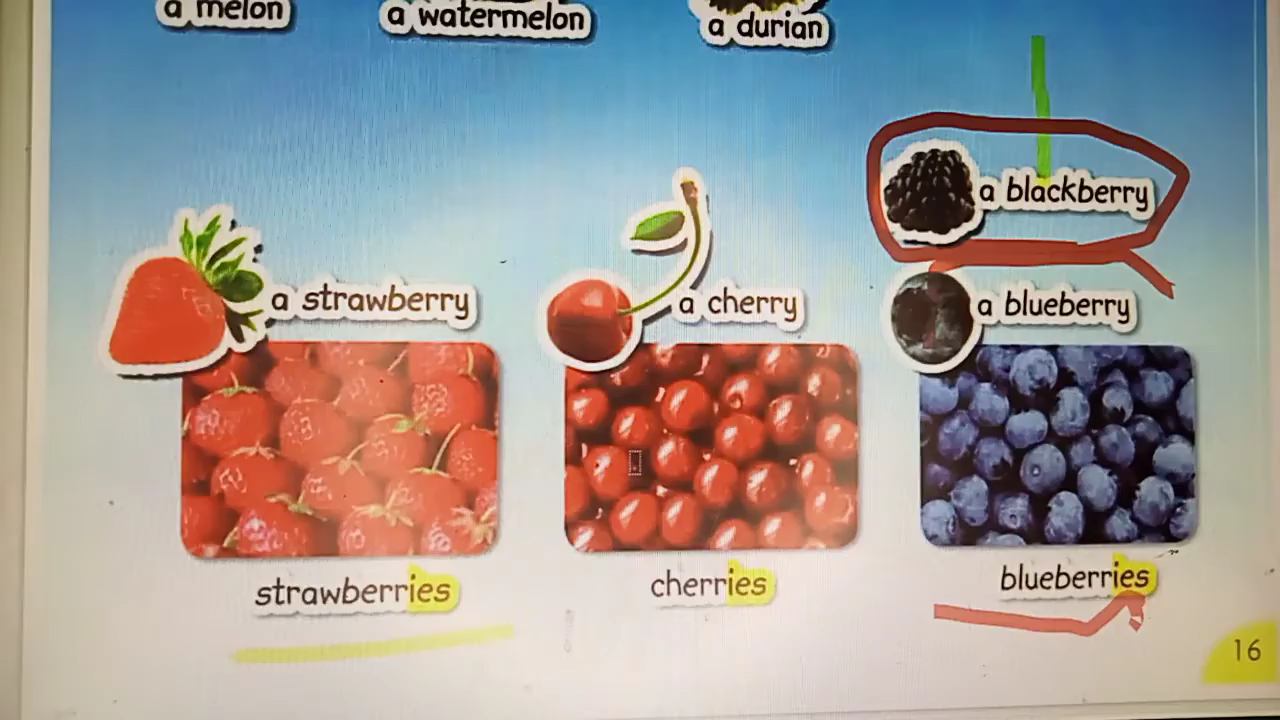 a melon
a watermelon
a durian
a blackberry
a strawberry
a cherry
a blueberry
strawberries
cherries
blueberries
16